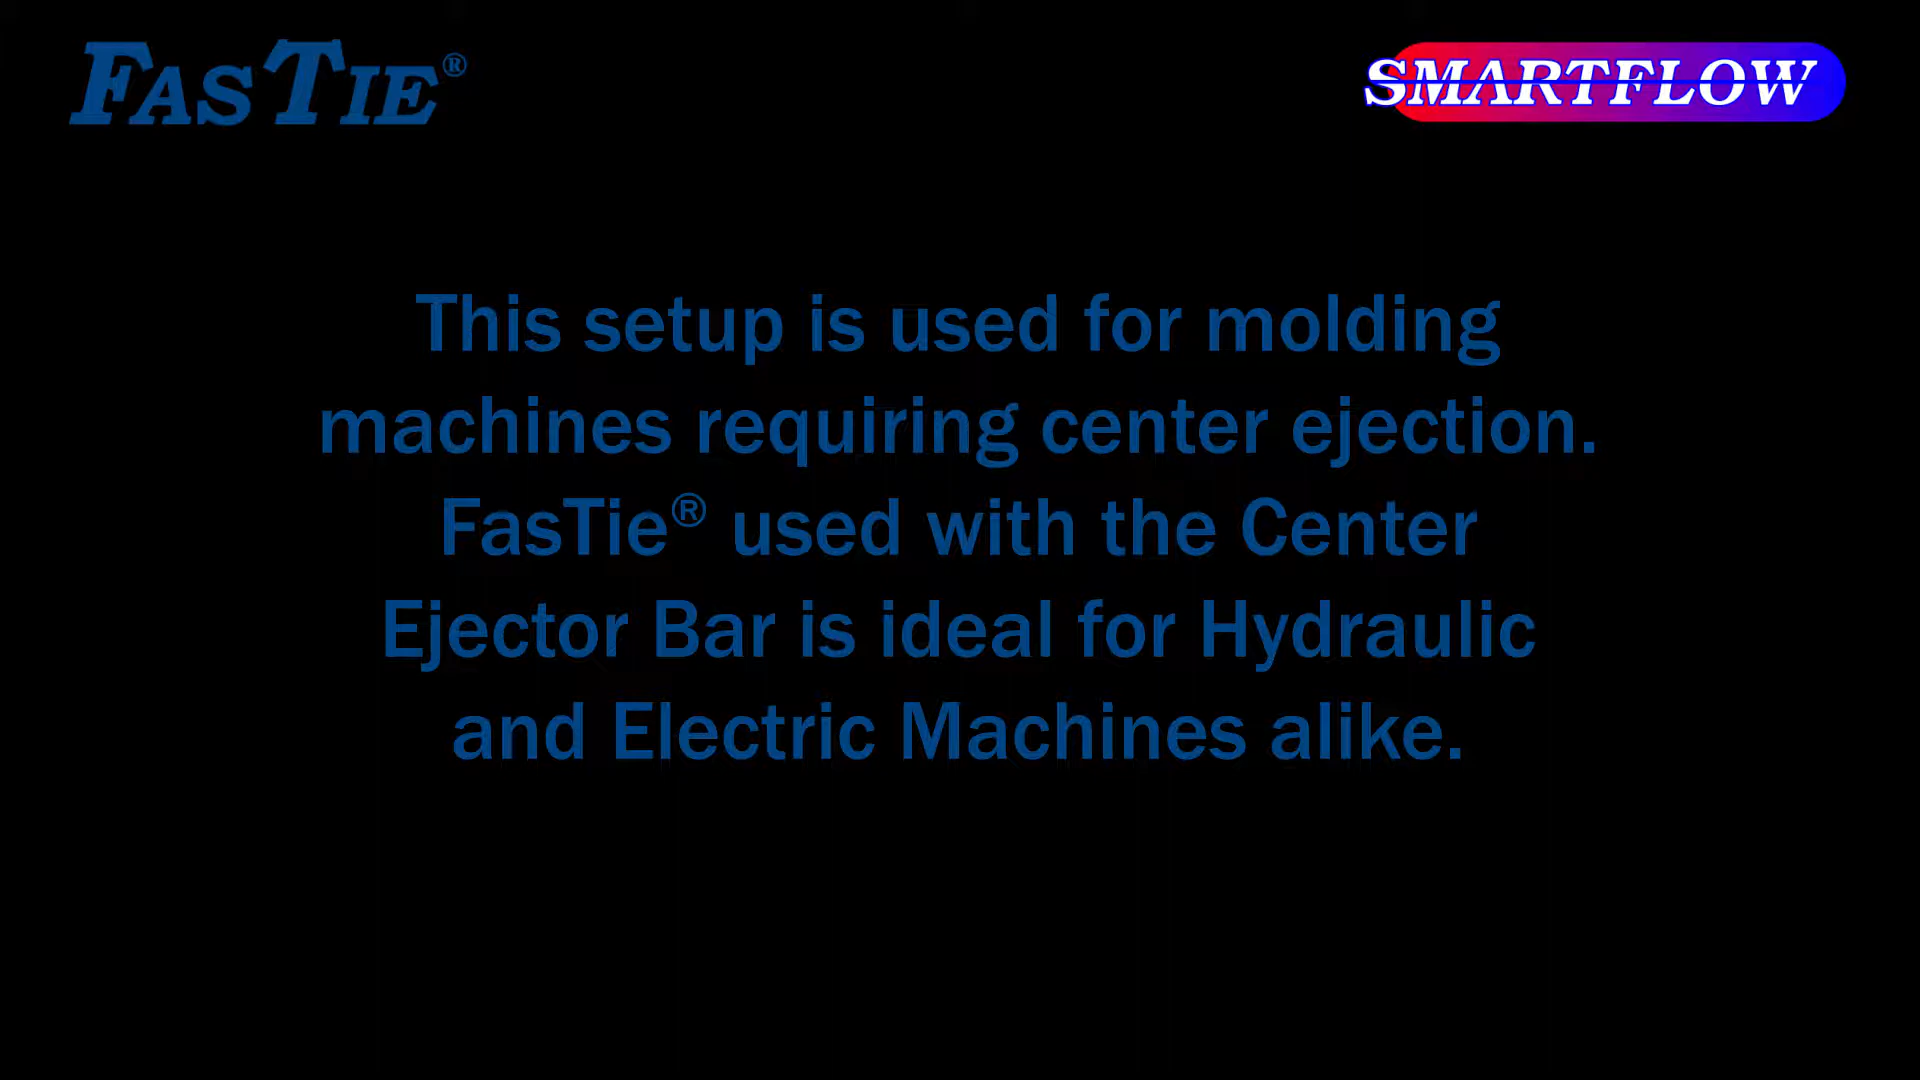 FASTIE®
SMARTFLOW
This setup is used for molding
machines requiring center ejection.
FasTie® used with the Center
Ejector Bar is ideal for Hydraulic
and Electric Machines alike.